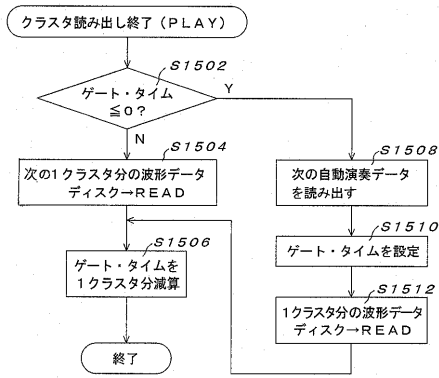 クラスタ読み出し終了(PLAY)
S1502
ゲート・タイム
≦0?
Y
N
S1504
次の1クラスタ分の波形データ
ディスク→READ
S1506
ゲート・タイムを
1クラスタ分減算
終了
S1508
次の自動演奏データ
を読み出す
S1510
ゲート・タイムを設定
S1512
1クラスタ分の波形データ
ディスク→READ